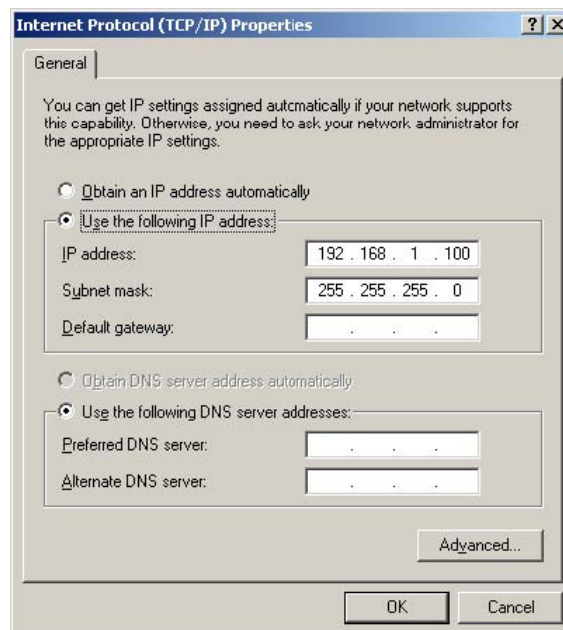 Internet Protocol (TCP/IP) Properties
General
You can get IP settings assigned automatically if your network supports
this capability. Otherwise, you need to ask your network administrator for
the appropriate IP settings.
Obtain an IP address automatically
Use the following IP address:
IP address: 192 . 168 . 1 . 100
Subnet mask: 255 . 255 . 255 . 0
Default gateway: . . .
Obtain DNS server address automatically
Use the following DNS server addresses:
Preferred DNS server: . . .
Alternate DNS server: . . .
Advanced...
OK Cancel